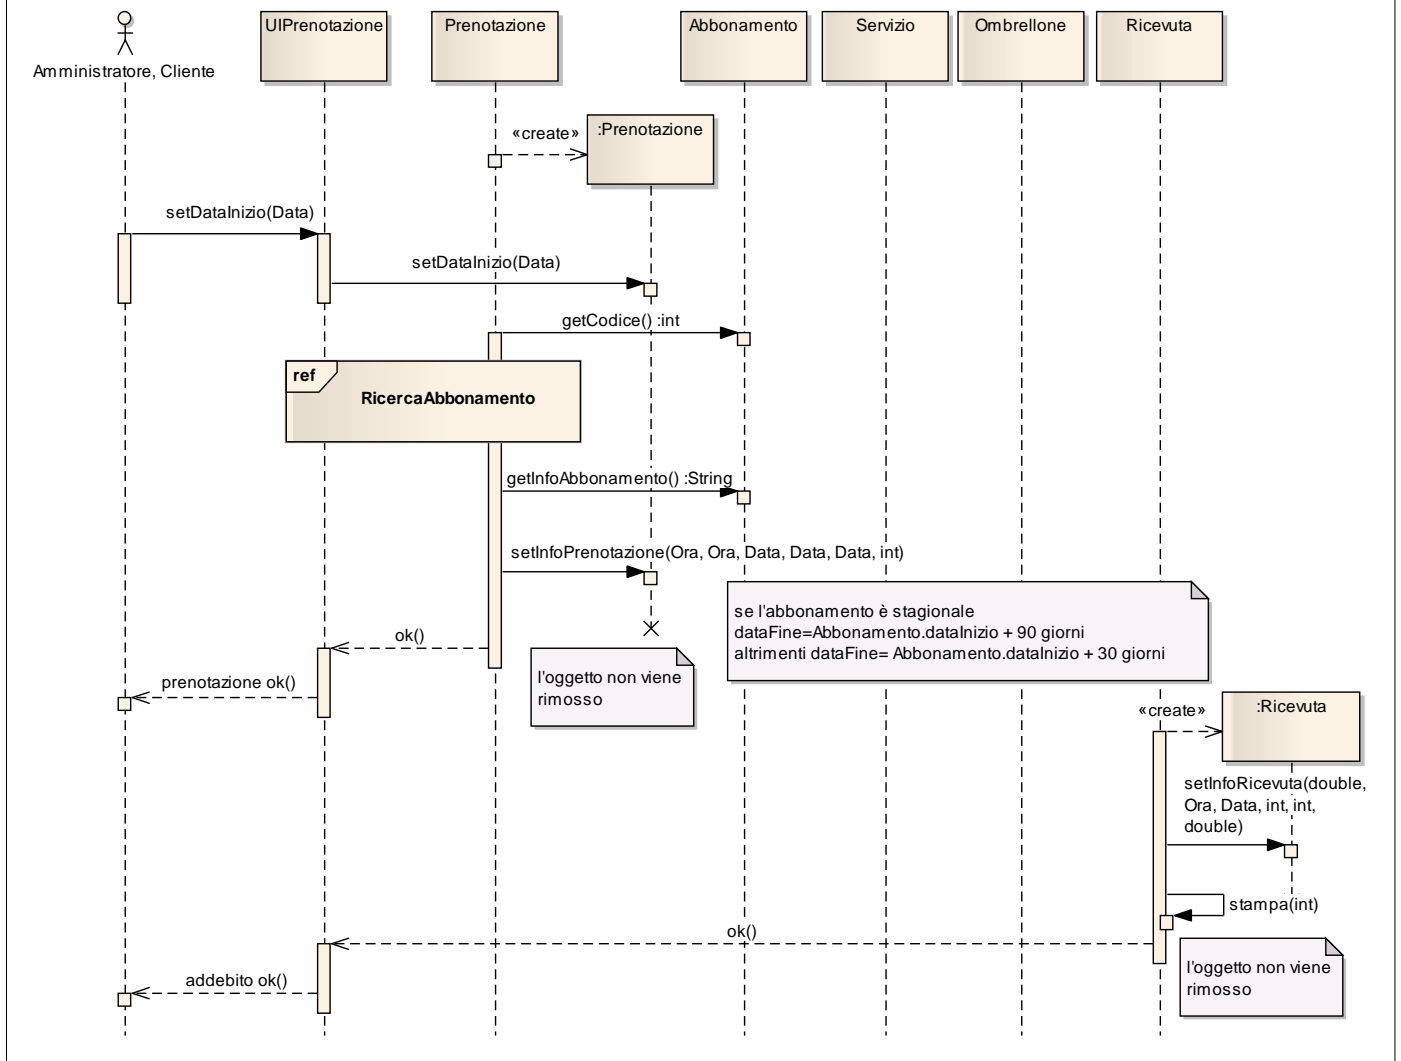 UIPrenotazione
Prenotazione
Abbonamento
Servizio
Ombrellone
Ricevuta
Amministratore, Cliente
«create»
:Prenotazione
setDataInizio(Data)
setDataInizio(Data)
getCodice() :int
ref
RicercaAbbonamento
getInfoAbbonamento() :String
setInfoPrenotazione(Ora, Ora, Data, Data, Data, int)
se l'abbonamento è stagionale
dataFine=Abbonamento.dataInizio + 90 giorni
altrimenti dataFine= Abbonamento.dataInizio + 30 giorni
ok()
l'oggetto non viene
rimosso
prenotazione ok()
«create»
:Ricevuta
setInfoRicevuta(double,
Ora, Data, int, int,
double)
stampa(int)
ok()
l'oggetto non viene
rimosso
addebito ok()